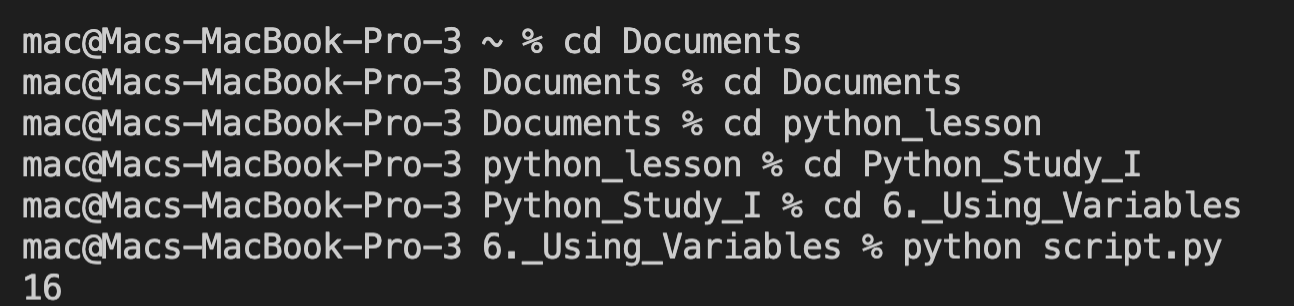 mac@Macs-MacBook-Pro-3 ~ % cd Documents
mac@Macs-MacBook-Pro-3 Documents % cd Documents
mac@Macs-MacBook-Pro-3 Documents % cd python_lesson
mac@Macs-MacBook-Pro-3 python_lesson % cd Python_Study_I
mac@Macs-MacBook-Pro-3 Python_Study_I % cd 6._Using_Variables
mac@Macs-MacBook-Pro-3 6._Using_Variables % python script.py
16